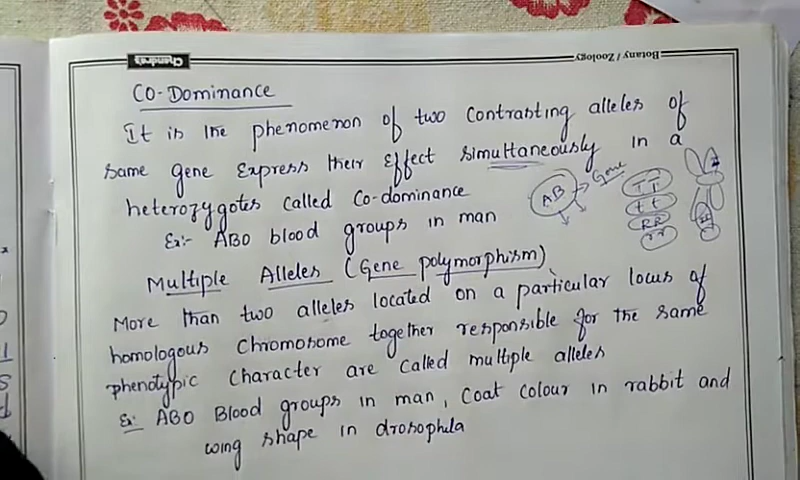 Chandra's
Botany / Zoology
CO-Dominance
It is the phenomenon of two contrasting alleles of
same gene express their effect simultaneously in a
heterozygotes called Co-dominance
Ex:- ABO blood groups in man
AB
Gene
TT
tt
RR
rr
Multiple Alleles (Gene polymorphism)
More than two alleles located on a particular locus of
homologous Chromosome together responsible for the same
phenotypic character are called multiple alleles
Ex: ABO Blood groups in man, Coat Colour in rabbit and
wing shape in drosophila